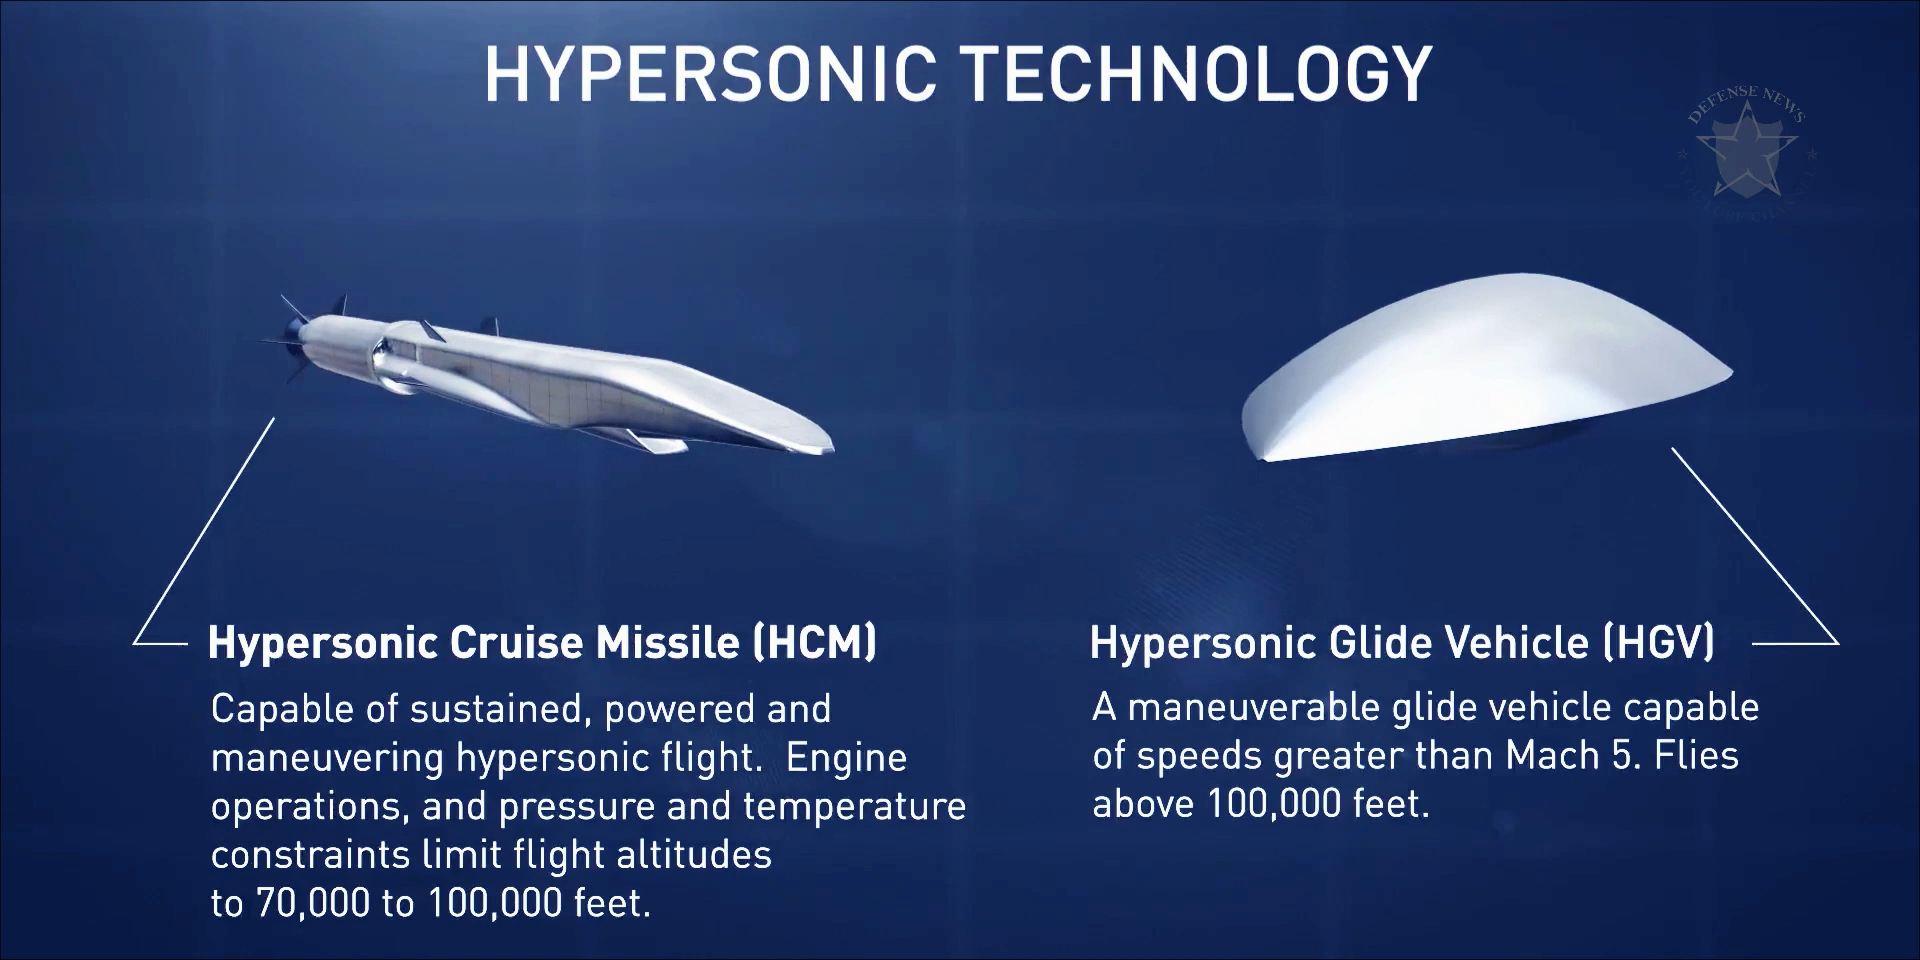 HYPERSONIC TECHNOLOGY
DEFENSE NEWS
Hypersonic Cruise Missile (HCM)
Capable of sustained, powered and
maneuvering hypersonic flight.  Engine
operations, and pressure and temperature
constraints limit flight altitudes
to 70,000 to 100,000 feet.
Hypersonic Glide Vehicle (HGV)
A maneuverable glide vehicle capable
of speeds greater than Mach 5. Flies
above 100,000 feet.